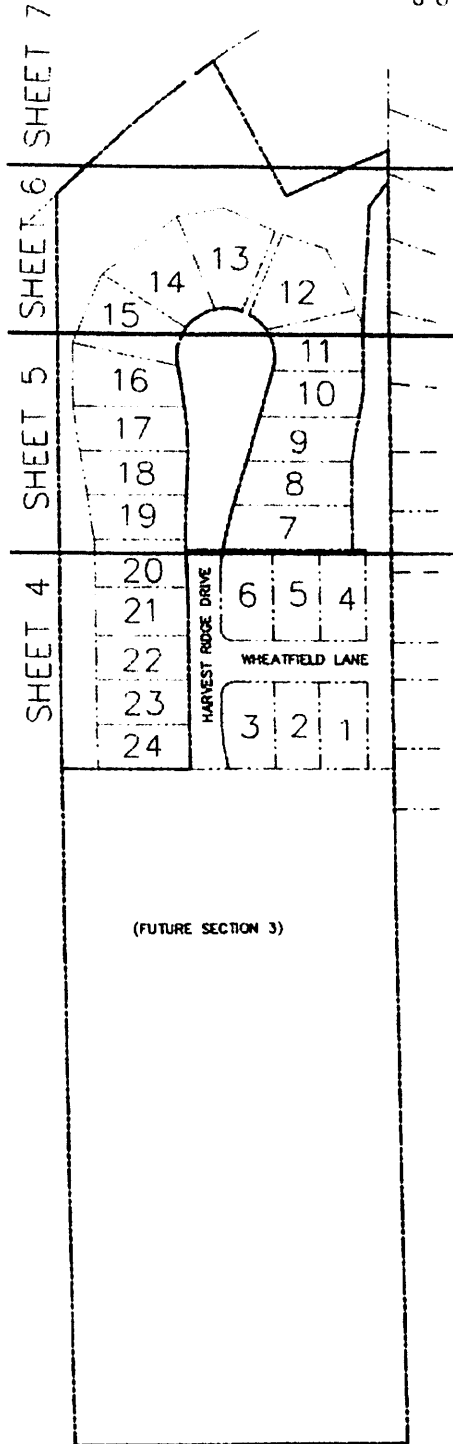 SHEET 7
SHEET 6
SHEET 5
SHEET 4
13
14
12
15
11
16
10
17
9
18
8
19
7
20
6 5 4
21
HARVEST RIDGE DRIVE
22
WHEATFIELD LANE
23
3 2 1
24
(FUTURE SECTION 3)